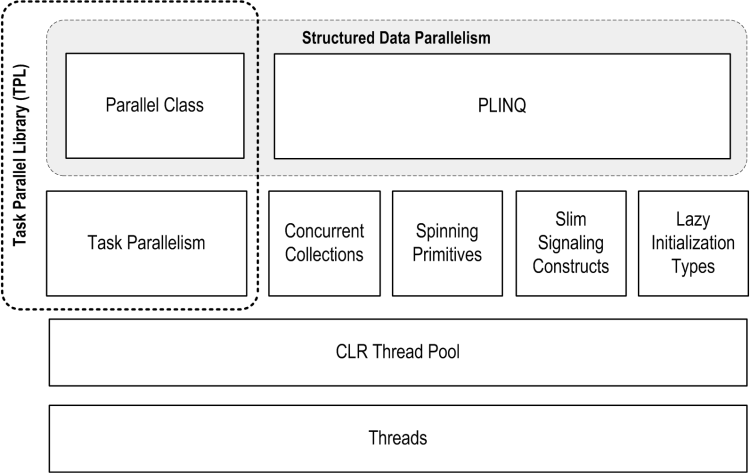 Task Parallel Library (TPL)
Structured Data Parallelism
Parallel Class
PLINQ
Task Parallelism
Concurrent
Collections
Spinning
Primitives
Slim
Signaling
Constructs
Lazy
Initialization
Types
CLR Thread Pool
Threads